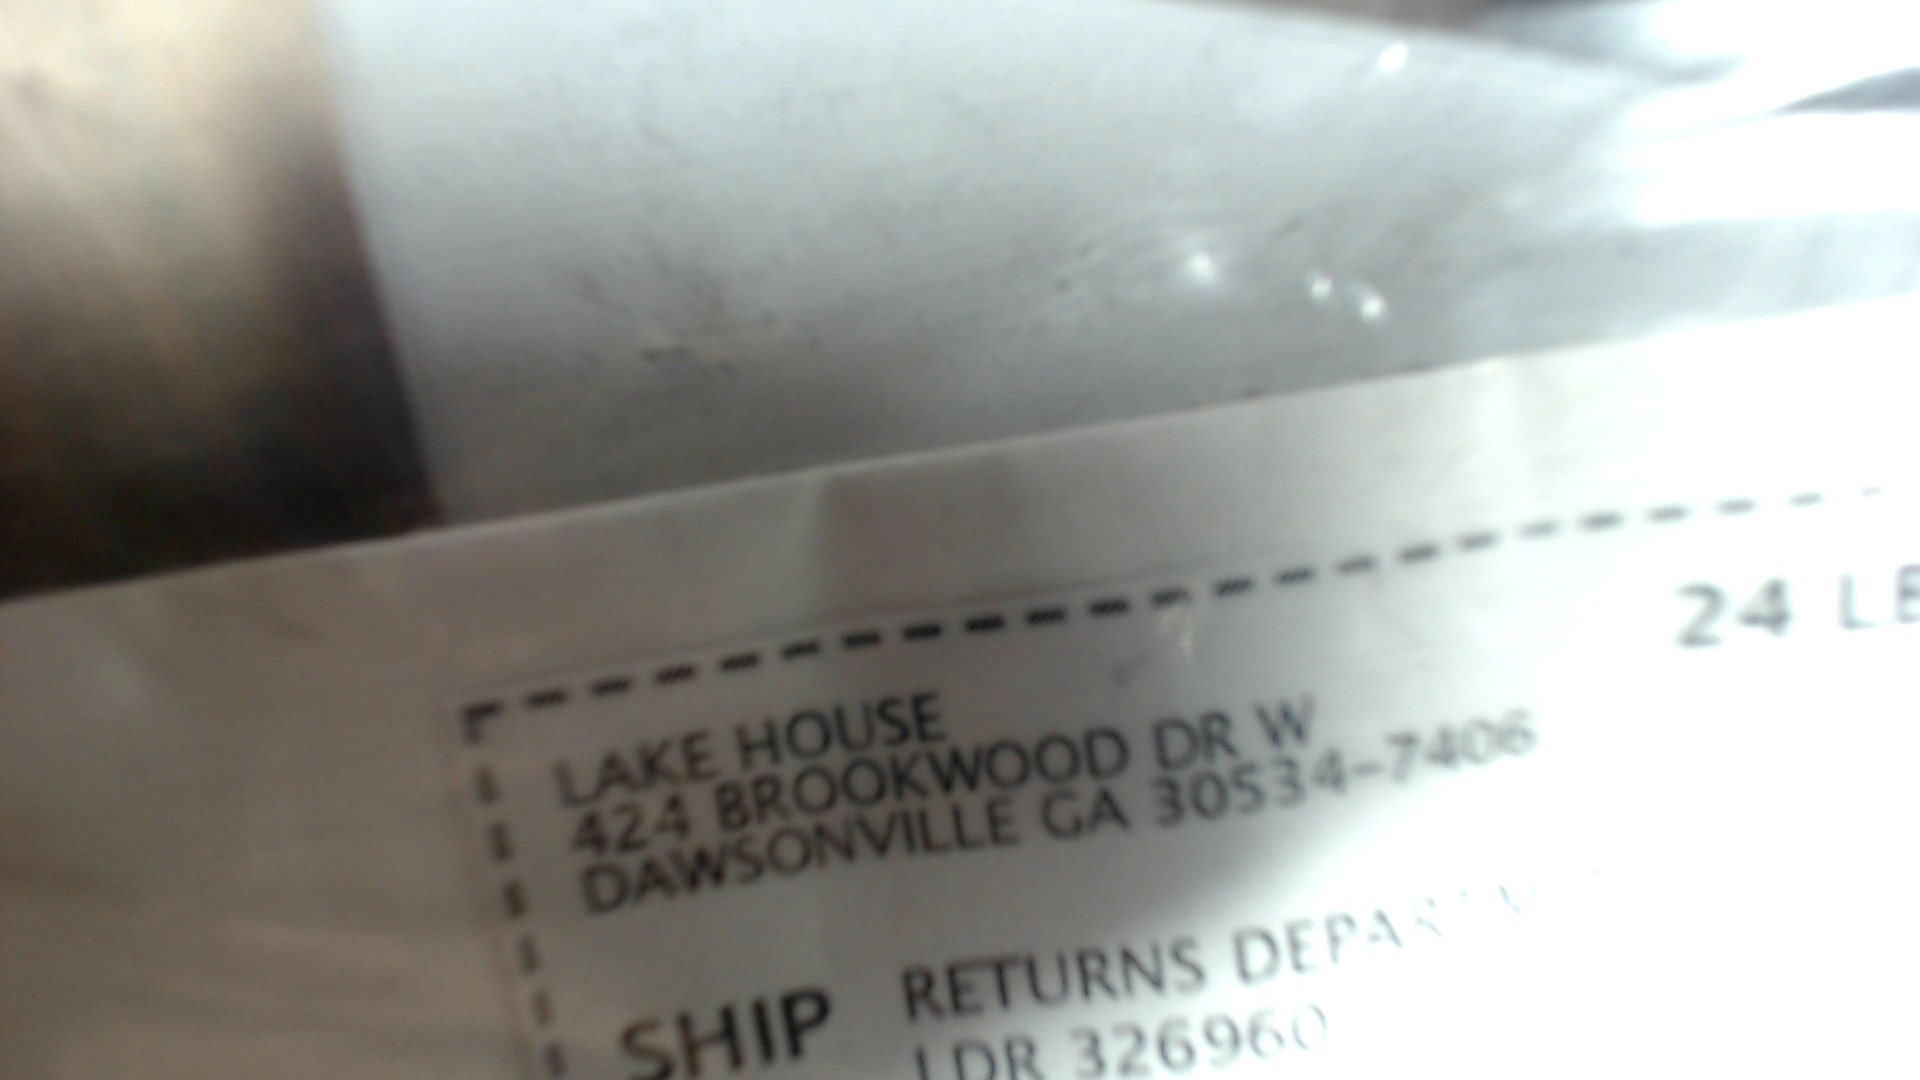 24 LB
LAKE HOUSE
424 BROOKWOOD DR W
DAWSONVILLE GA 30534-7406
SHIP RETURNS
LDR 326960